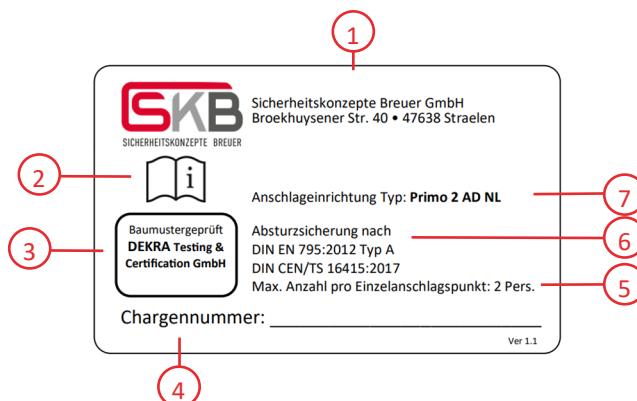 1
SKB
SICHERHEITSKONZEPTE BREUER
Sicherheitskonzepte Breuer GmbH
Broekhuysener Str. 40 • 47638 Straelen
2
i
Anschlageinrichtung Typ: Primo 2 AD NL
7
3
Baumustergeprüft
DEKRA Testing &
Certification GmbH
Absturzsicherung nach
6
DIN EN 795:2012 Typ A
DIN CEN/TS 16415:2017
Max. Anzahl pro Einzelanschlagspunkt: 2 Pers.
5
Chargennummer: ____________________________
Ver 1.1
4